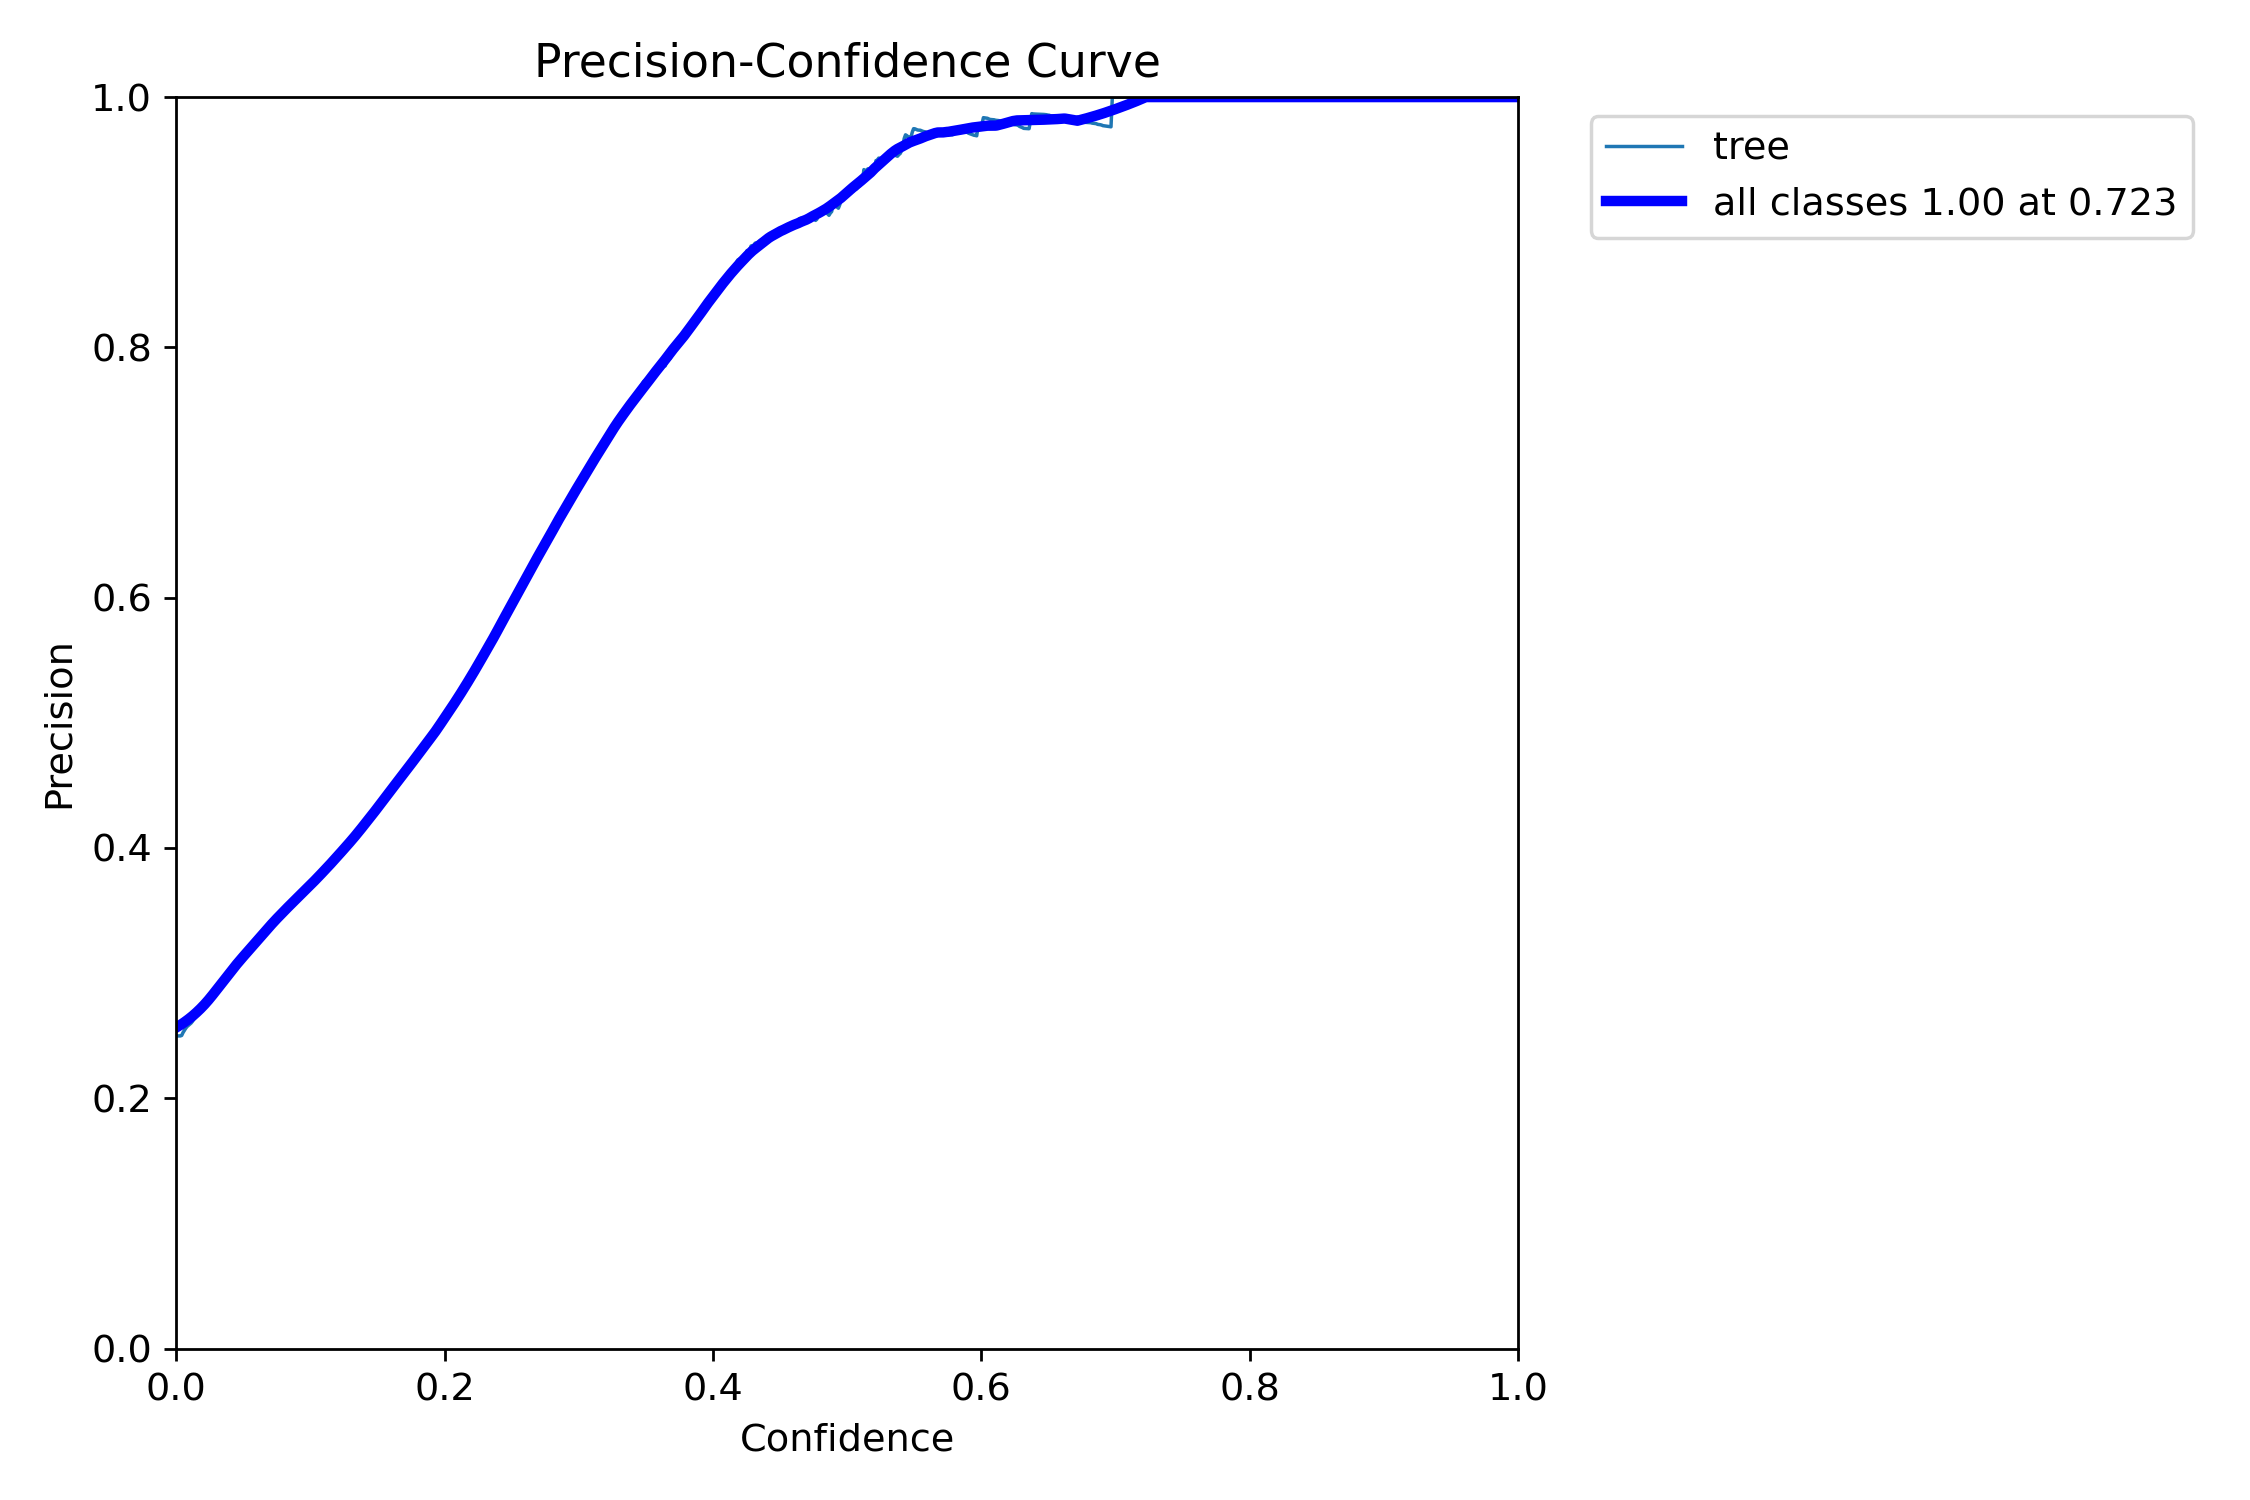 Precision-Confidence Curve
1.0
0.8
0.6
0.4
0.2
0.0
Precision
0.0 0.2 0.4 0.6 0.8 1.0
Confidence
tree
all classes 1.00 at 0.723